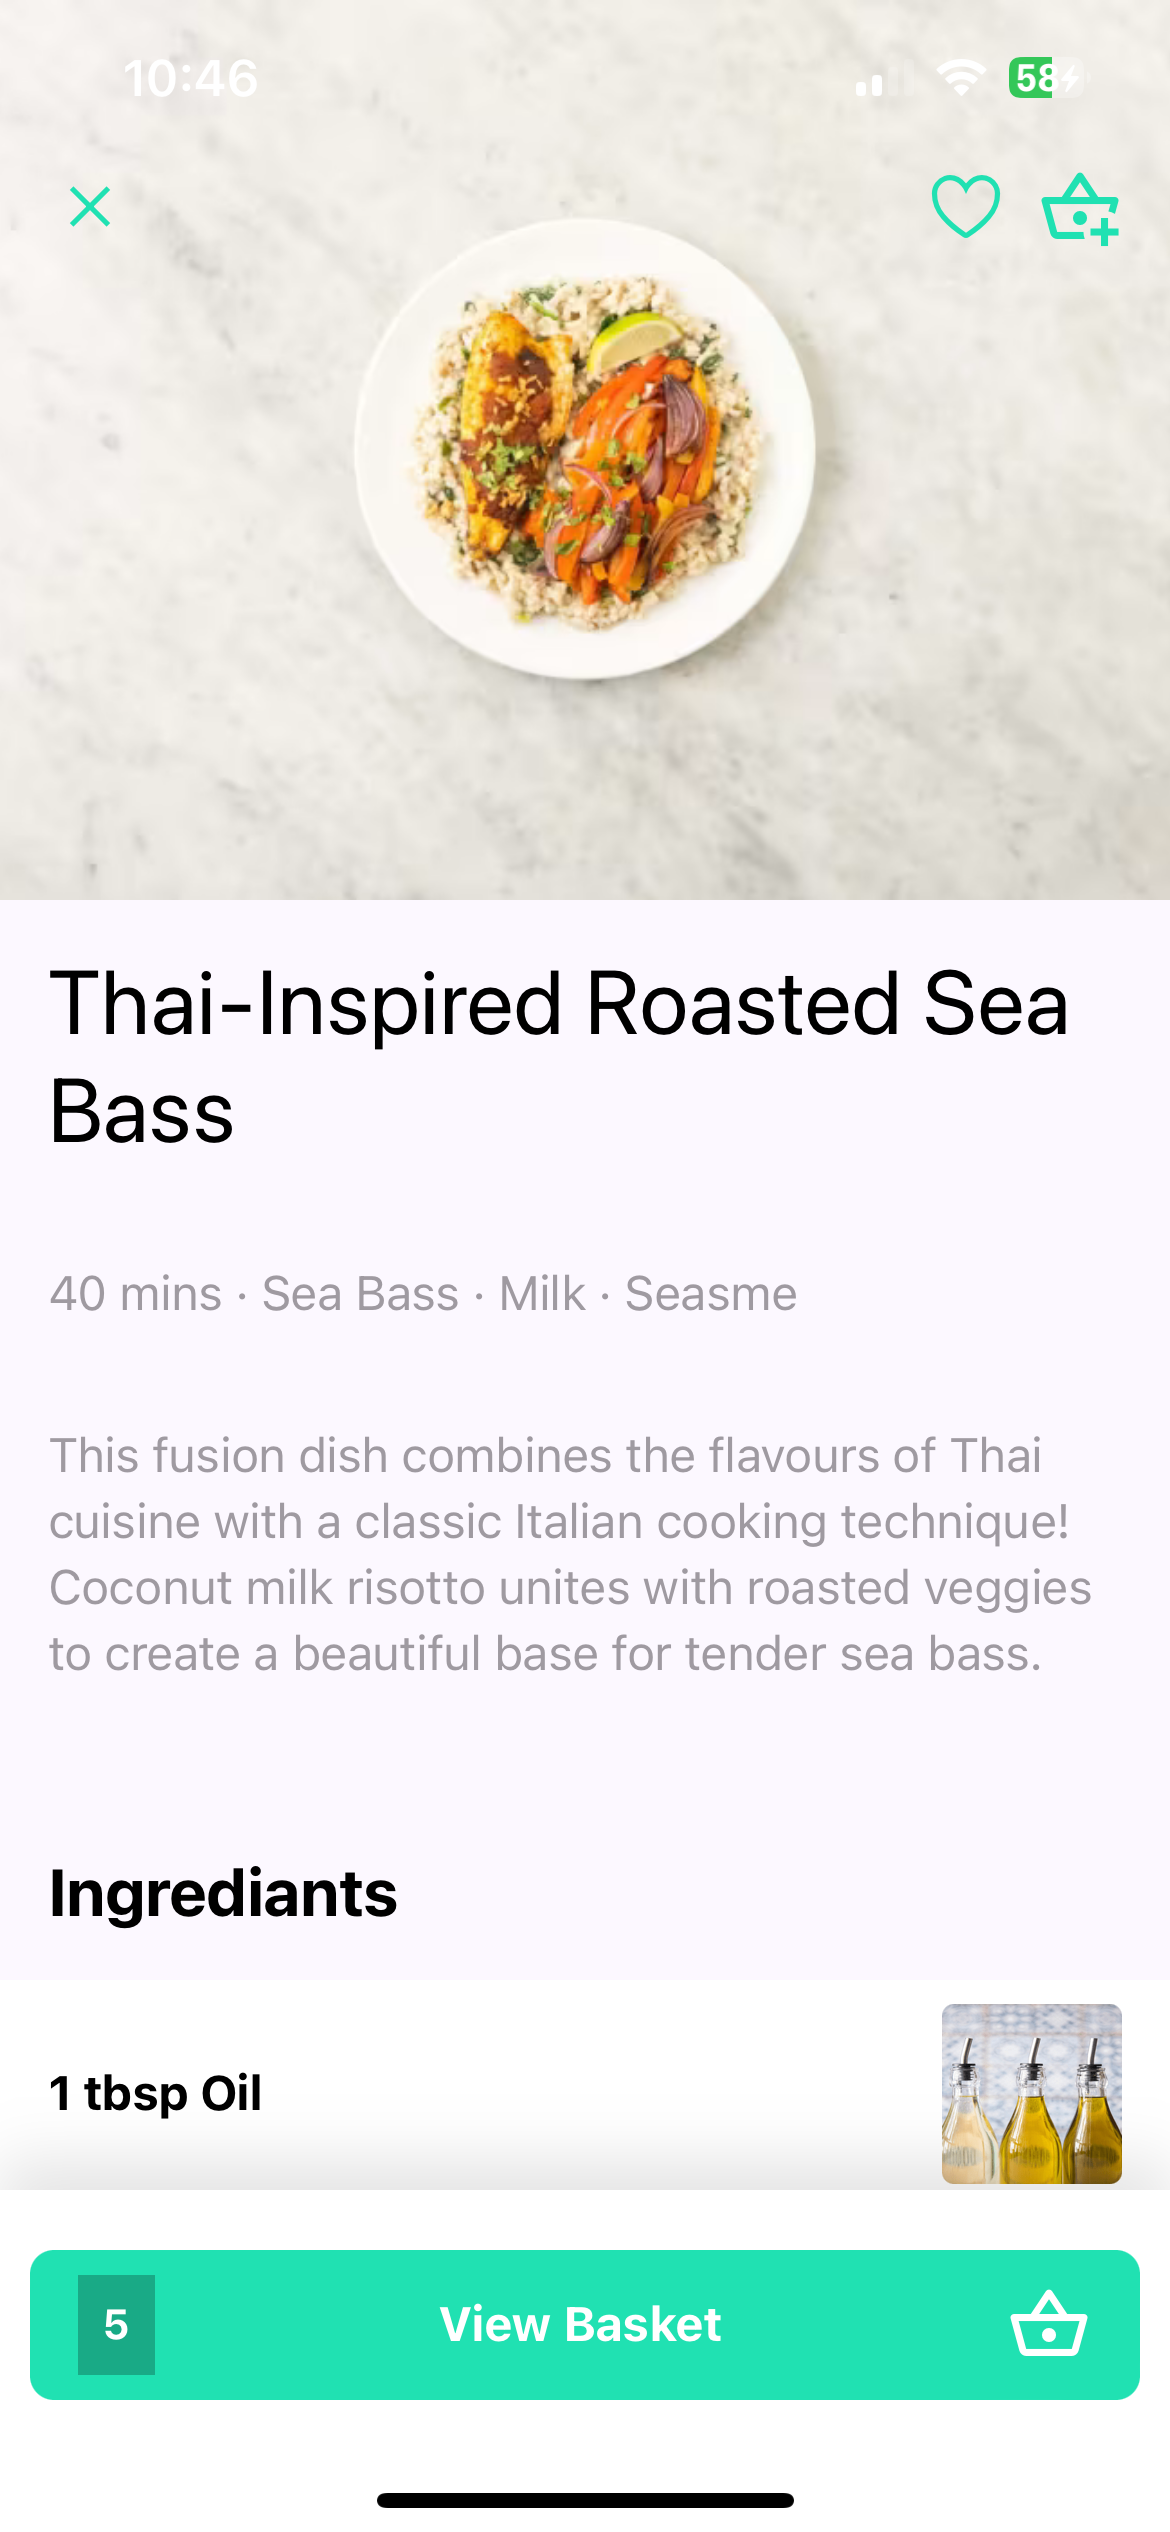 10:46
58
Thai-Inspired Roasted Sea
Bass
40 mins · Sea Bass · Milk · Seasme
This fusion dish combines the flavours of Thai
cuisine with a classic Italian cooking technique!
Coconut milk risotto unites with roasted veggies
to create a beautiful base for tender sea bass.
Ingrediants
1 tbsp Oil
5 View Basket